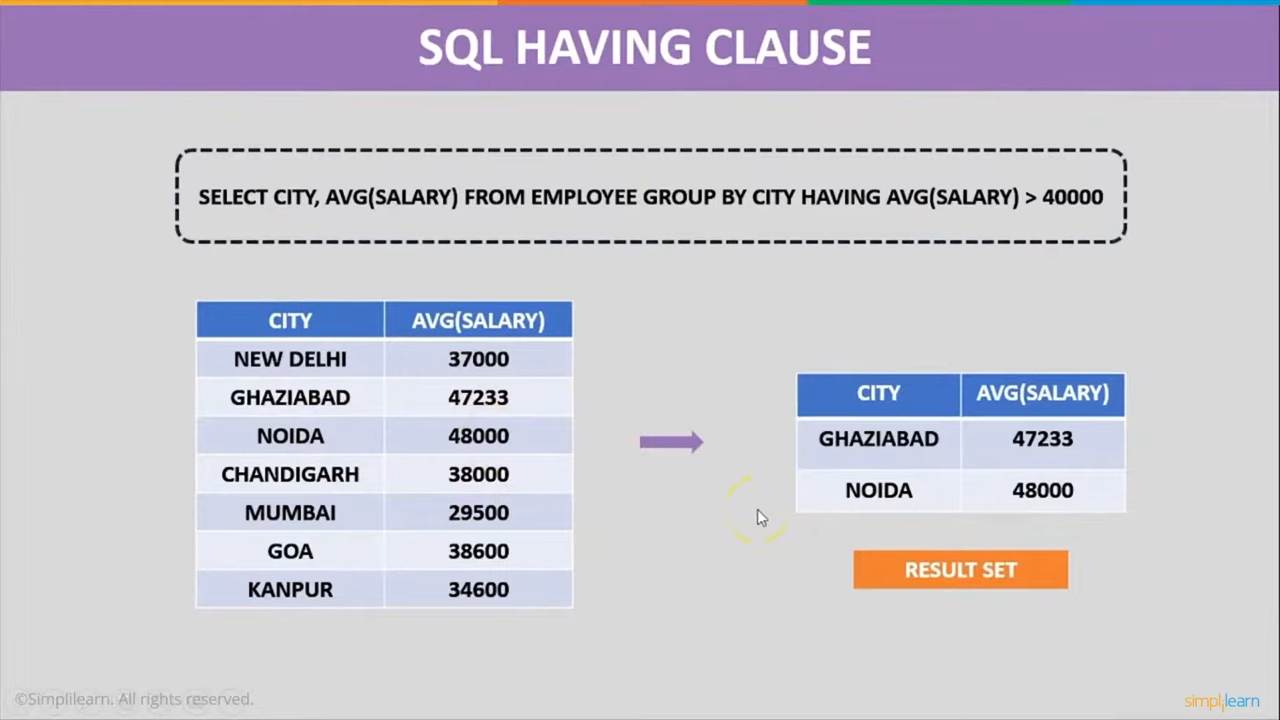 SQL HAVING CLAUSE
SELECT CITY, AVG(SALARY) FROM EMPLOYEE GROUP BY CITY HAVING AVG(SALARY) > 40000
CITY AVG(SALARY)
NEW DELHI 37000
GHAZIABAD 47233
NOIDA 48000
CHANDIGARH 38000
MUMBAI 29500
GOA 38600
KANPUR 34600
CITY AVG(SALARY)
GHAZIABAD 47233
NOIDA 48000
RESULT SET
©Simplilearn. All rights reserved.
simplilearn